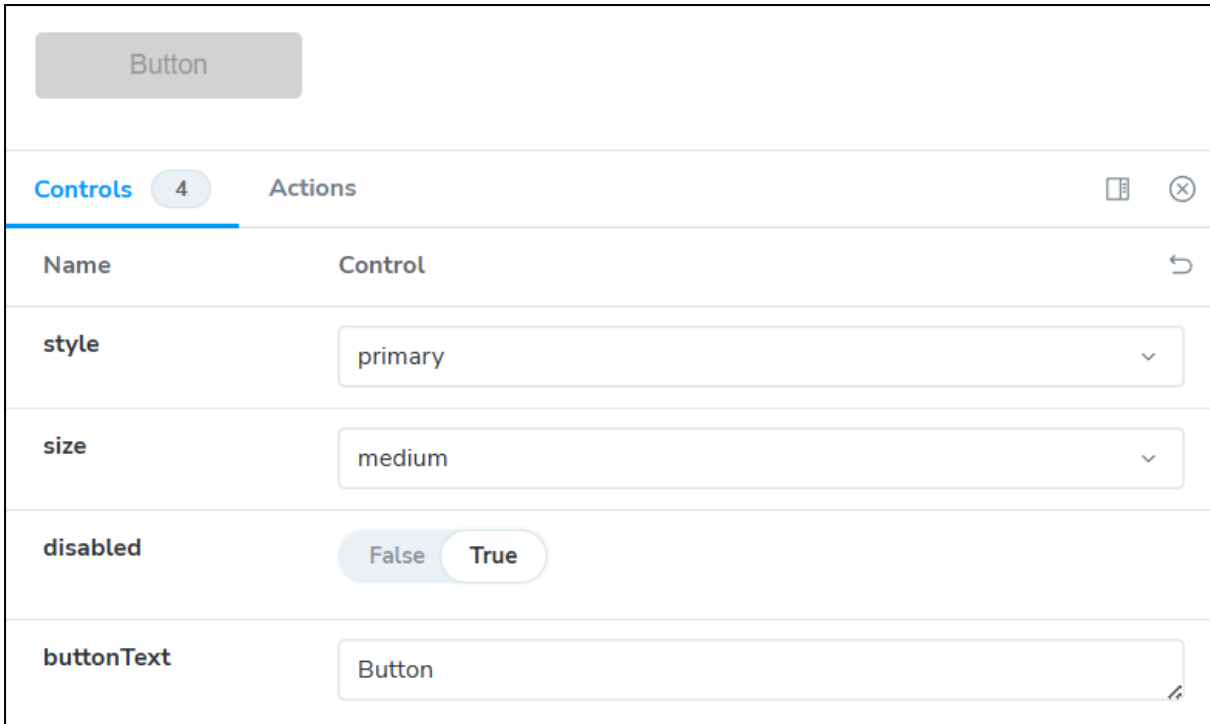 Button
Controls 4 Actions
Name Control
style primary
size medium
disabled False True
buttonText Button